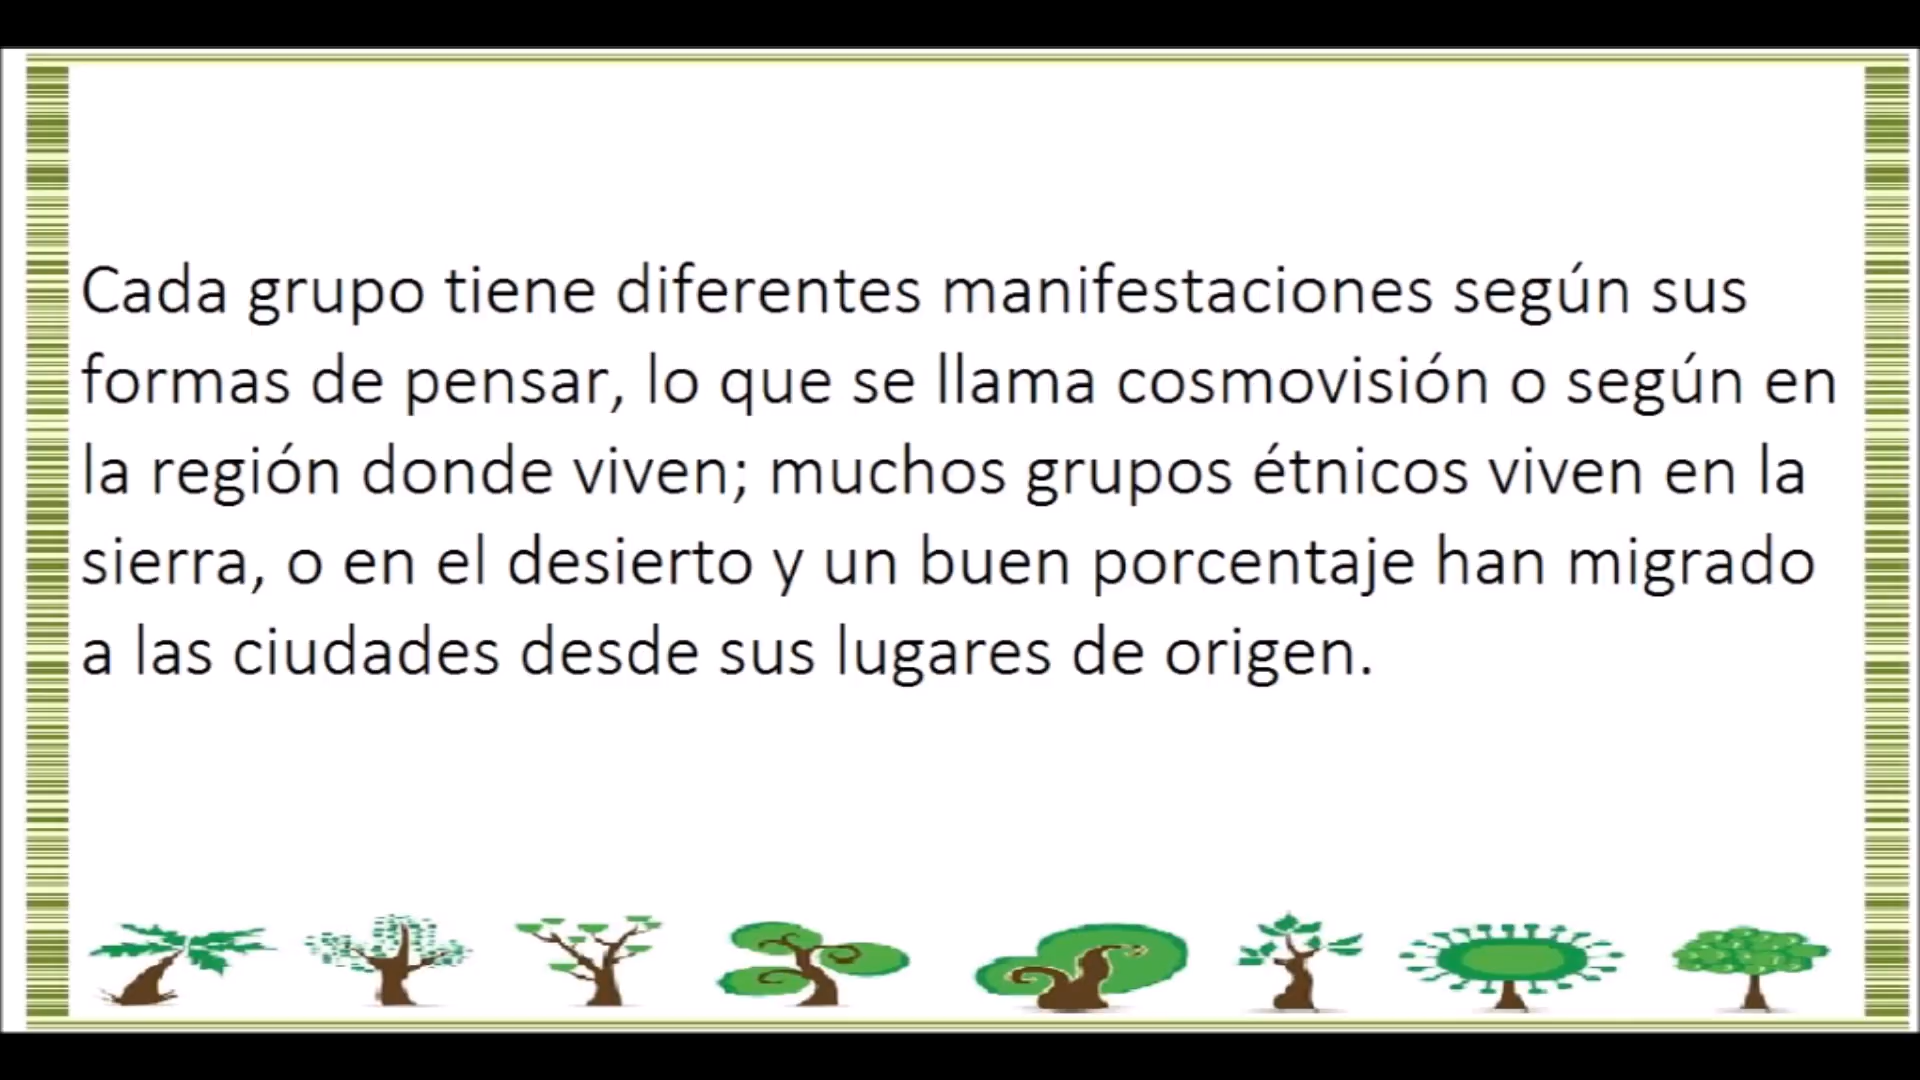 Cada grupo tiene diferentes manifestaciones según sus
formas de pensar, lo que se llama cosmovisión o según en
la región donde viven; muchos grupos étnicos viven en la
sierra, o en el desierto y un buen porcentaje han migrado
a las ciudades desde sus lugares de origen.